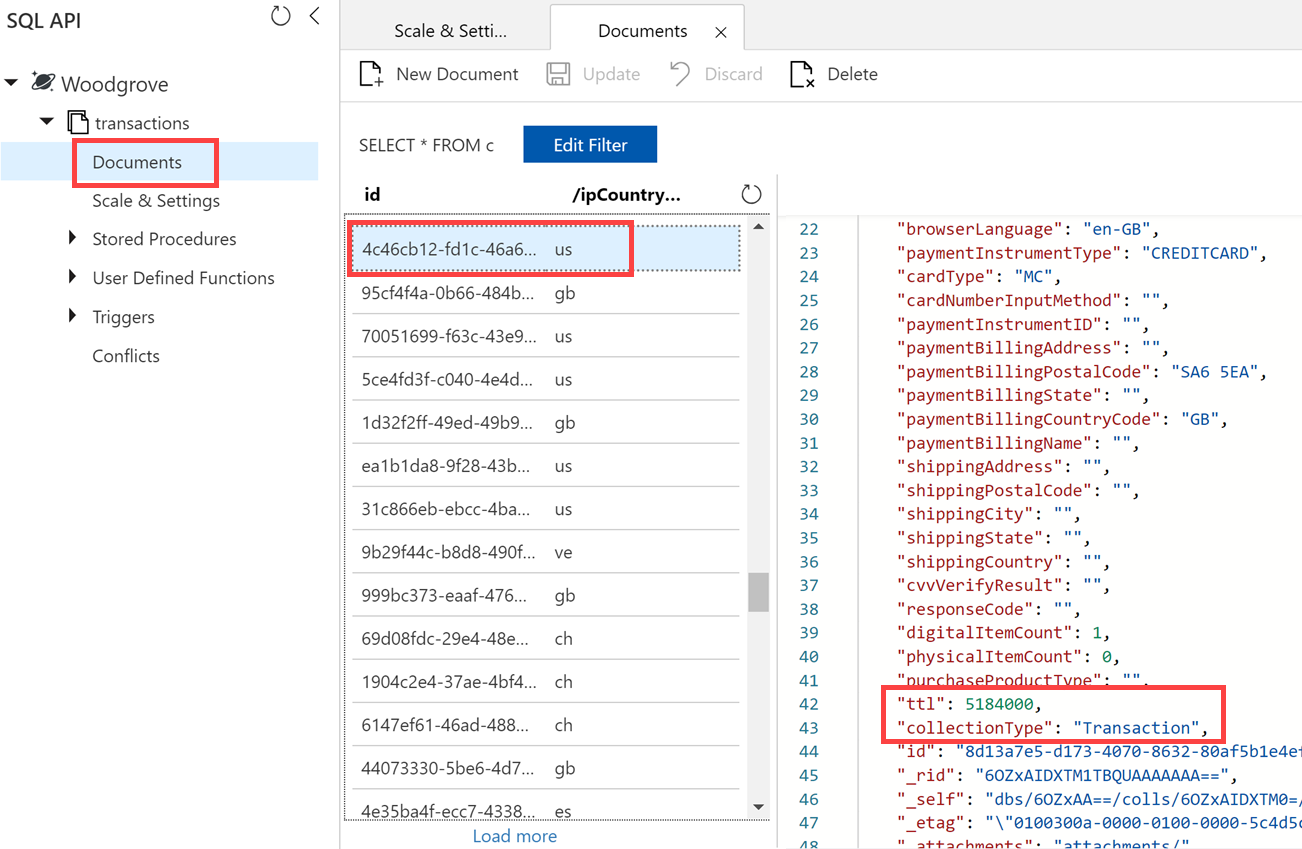 SQL API
Woodgrove
transactions
Documents
Scale & Settings
Stored Procedures
User Defined Functions
Triggers
Conflicts
Scale & Setti...
Documents
New Document
Update
Discard
Delete
SELECT * FROM c
Edit Filter
id /ipCountry...
4c46cb12-fd1c-46a6... us
95cf4f4a-0b66-484b... gb
70051699-f63c-43e9... us
5ce4fd3f-c040-4e4d... us
1d32f2ff-49ed-49b9... gb
ea1b1da8-9f28-43b... us
31c866eb-ebcc-4ba... us
9b29f44c-b8d8-490f... ve
999bc373-eaaf-476... gb
69d08fdc-29e4-48e... ch
1904c2e4-37ae-4bf4... ch
6147ef61-46ad-488... ch
44073330-5be6-4d7... gb
4e35ba4f-ecc7-4338... es
Load more
22 "browserLanguage": "en-GB",
23 "paymentInstrumentType": "CREDITCARD",
24 "cardType": "MC",
25 "cardNumberInputMethod": "",
26 "paymentInstrumentID": "",
27 "paymentBillingAddress": "",
28 "paymentBillingPostalCode": "SA6 5EA",
29 "paymentBillingState": "",
30 "paymentBillingCountryCode": "GB",
31 "paymentBillingName": "",
32 "shippingAddress": "",
33 "shippingPostalCode": "",
34 "shippingCity": "",
35 "shippingState": "",
36 "shippingCountry": "",
37 "cvvVerifyResult": "",
38 "responseCode": "",
39 "digitalItemCount": 1,
40 "physicalItemCount": 0,
41 "purchaseProductType": "",
42 "ttl": 5184000,
43 "collectionType": "Transaction",
44 "id": "8d13a7e5-d173-4070-8632-80af5b1e4ef
45 "_rid": "6OZxAIDXTM1TBQUAAAAAAA==",
46 "_self": "dbs/6OZxAA==/colls/6OZxAIDXTM0=/
47 "_etag": "\"0100300a-0000-0100-0000-5c4d5c
48 "_attachments": "attachments/"